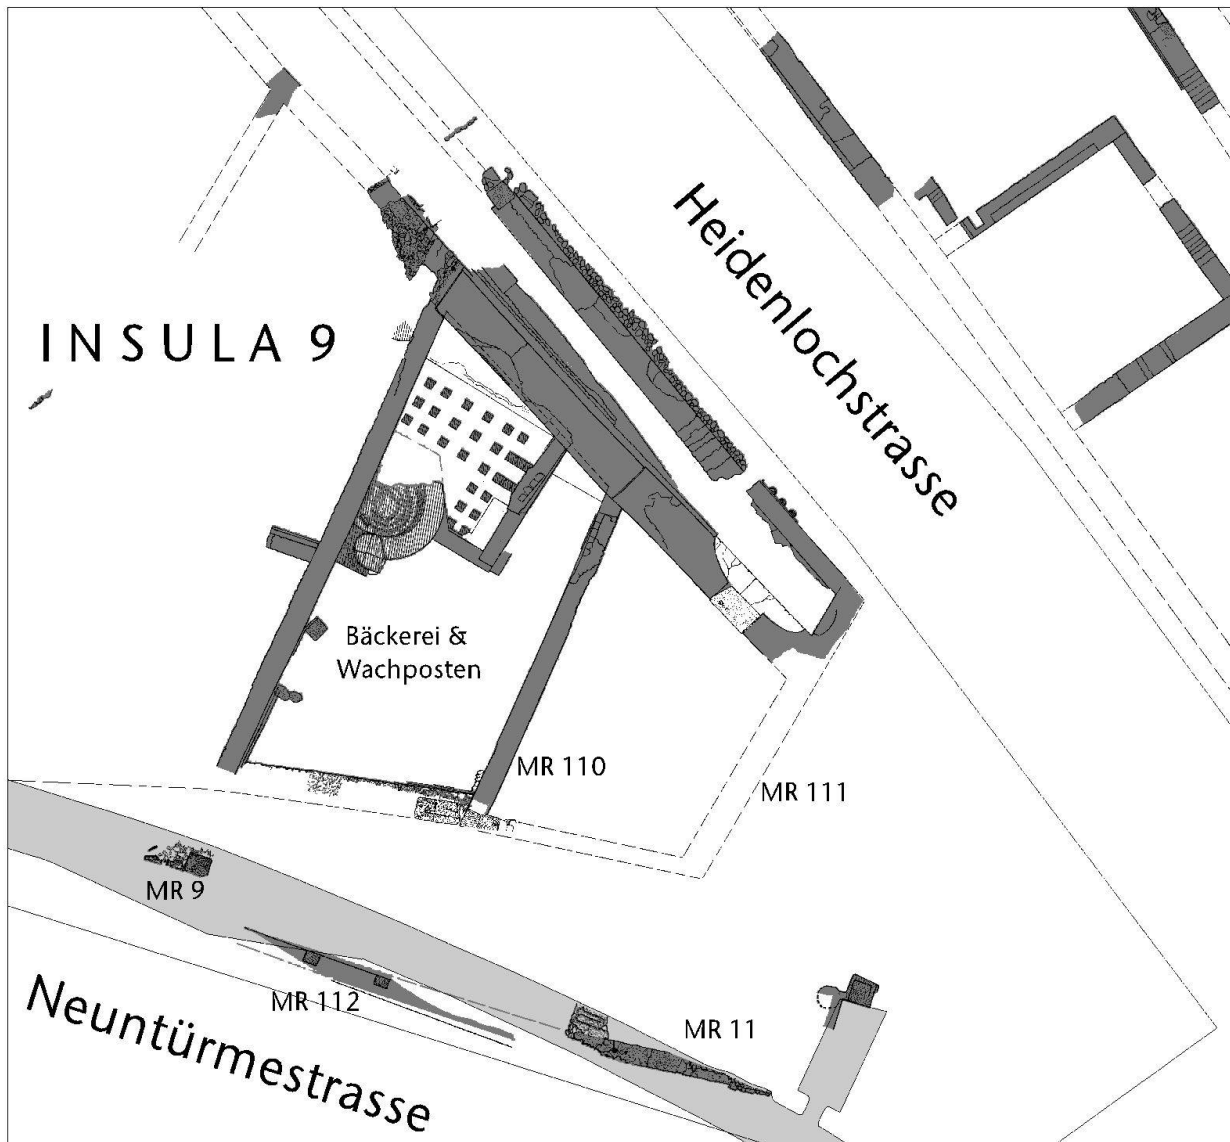 Heidenlochstrasse
INSULA 9
Bäckerei &
Wachposten
MR 110
MR 111
MR 9
MR 112
MR 11
Neuntürmestrasse